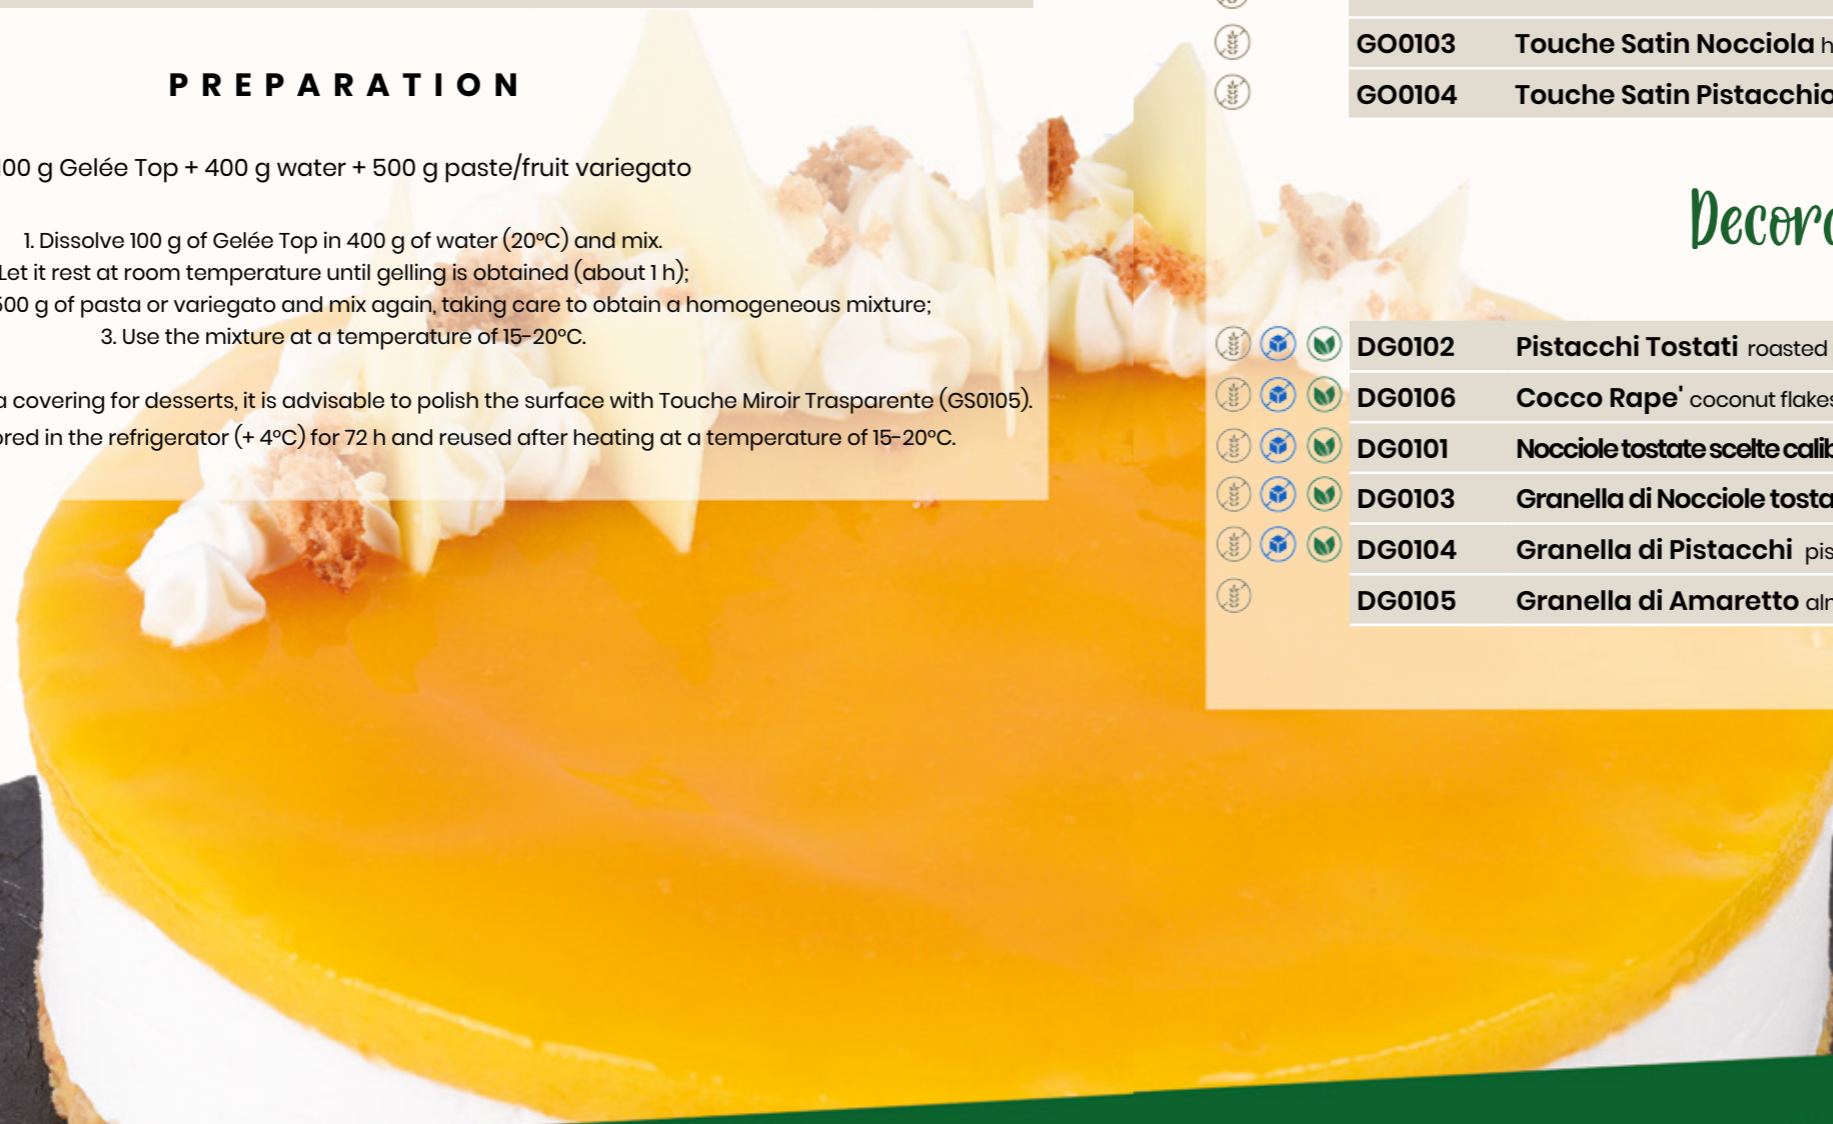 PREPARATION
100 g Gelée Top + 400 g water + 500 g paste/fruit variegato
1. Dissolve 100 g of Gelée Top in 400 g of water (20°C) and mix.
Let it rest at room temperature until gelling is obtained (about 1 h);
500 g of pasta or variegato and mix again, taking care to obtain a homogeneous mixture;
3. Use the mixture at a temperature of 15-20°C.
a covering for desserts, it is advisable to polish the surface with Touche Miroir Trasparente (GS0105).
in the refrigerator (+ 4°C) for 72 h and reused after heating at a temperature of 15-20°C.
GO0103 Touche Satin Nocciola
GO0104 Touche Satin Pistacchio
DG0102 Pistacchi Tostati roasted
DG0106 Cocco Rape' coconut flakes
DG0101 Nocciole tostate scelte
DG0103 Granella di Nocciole
DG0104 Granella di Pistacchi
DG0105 Granella di Amaretto